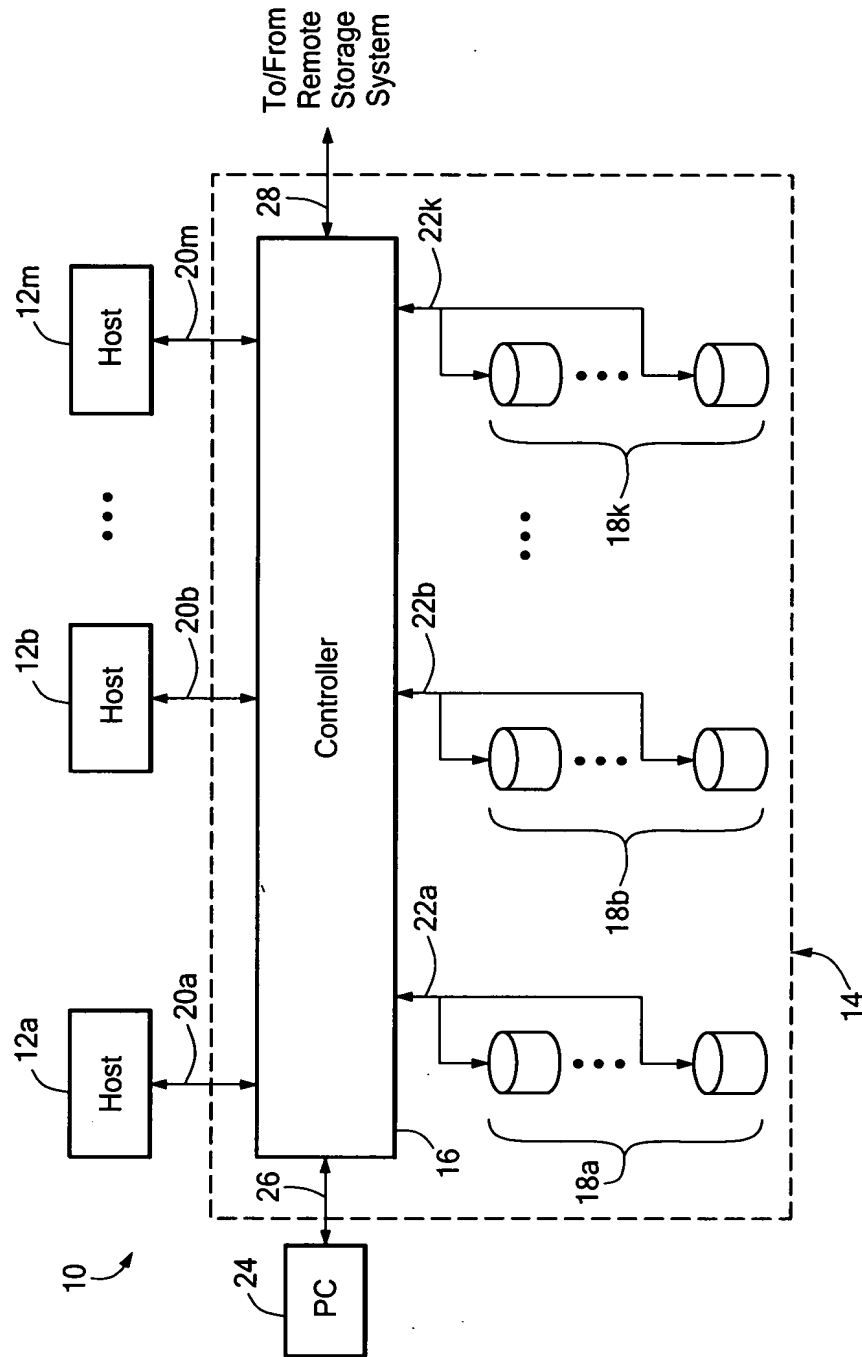 10
12a
Host
20a
12b
Host
20b
12m
Host
20m
24
PC
26
Controller
28
To/From
Remote
Storage
System
16
22a
22b
22k
18a
18b
18k
14